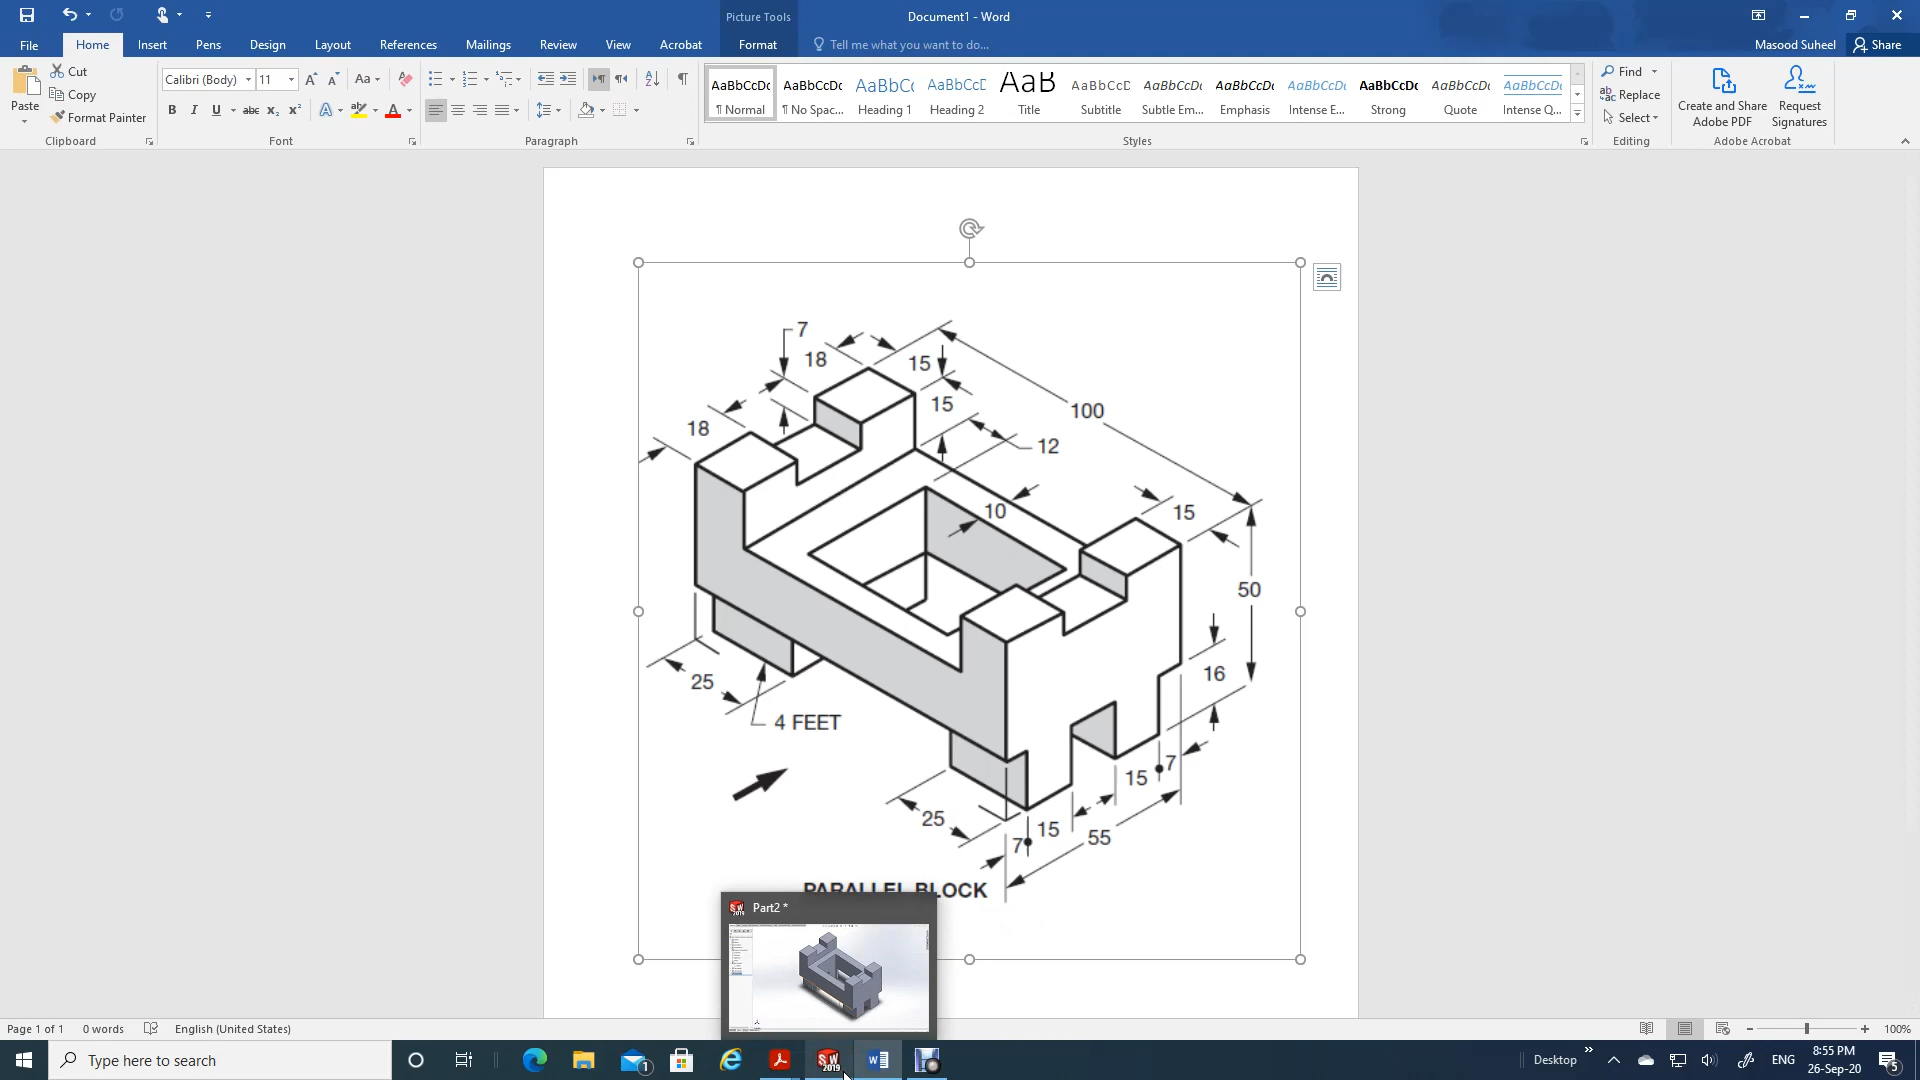 Picture Tools
Document1 - Word
File Home Insert Pens Design Layout References Mailings Review View Acrobat Format Tell me what you want to do... Masood Suheel Share
Paste
Cut
Copy
Format Painter
Clipboard
Calibri (Body) 11
Font
Paragraph
AaBbCcDc AaBbCcDc AaBbCc AaBbCcD AaB AaBbCcD AaBbCcDc AaBbCcDc AaBbCcDc AaBbCcDc AaBbCcDc AaBbCcDc
¶ Normal ¶ No Spac... Heading 1 Heading 2 Title Subtitle Subtle Em... Emphasis Intense E... Strong Quote Intense Q...
Styles
Find
Replace
Select
Editing
Create and Share
Adobe PDF
Request
Signatures
Adobe Acrobat
7
18
15
18
15
100
12
10
15
50
16
25
4 FEET
7
15
25
15
7
55
PARALLEL BLOCK
Part2 *
Page 1 of 1 0 words English (United States) 100%
Type here to search
1
SW
2019
Desktop
ENG
8:55 PM
26-Sep-20
5